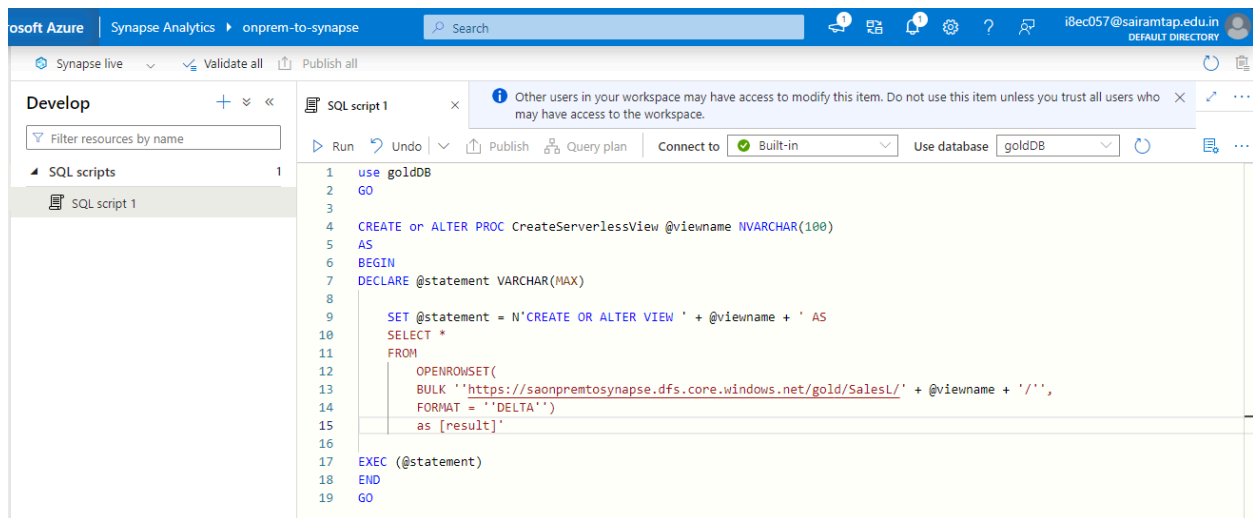 osoft Azure Synapse Analytics onprem-to-synapse Search 1 1 ? i8ec057@sairamtap.edu.in
DEFAULT DIRECTORY
Synapse live Validate all Publish all
Develop
SQL script 1
Other users in your workspace may have access to modify this item. Do not use this item unless you trust all users who
may have access to the workspace.
Filter resources by name
Run Undo Publish Query plan Connect to Built-in Use database goldDB
SQL scripts 1
SQL script 1
1 use goldDB
2 GO
3
4 CREATE or ALTER PROC CreateServerlessView @viewname NVARCHAR(100)
5 AS
6 BEGIN
7 DECLARE @statement VARCHAR(MAX)
8
9 SET @statement = N'CREATE OR ALTER VIEW ' + @viewname + ' AS
10 SELECT *
11 FROM
12 OPENROWSET(
13 BULK ''https://saonpremtosynapse.dfs.core.windows.net/gold/SalesL/' + @viewname + '/'',
14 FORMAT = ''DELTA'')
15 as [result]'
16
17 EXEC (@statement)
18 END
19 GO